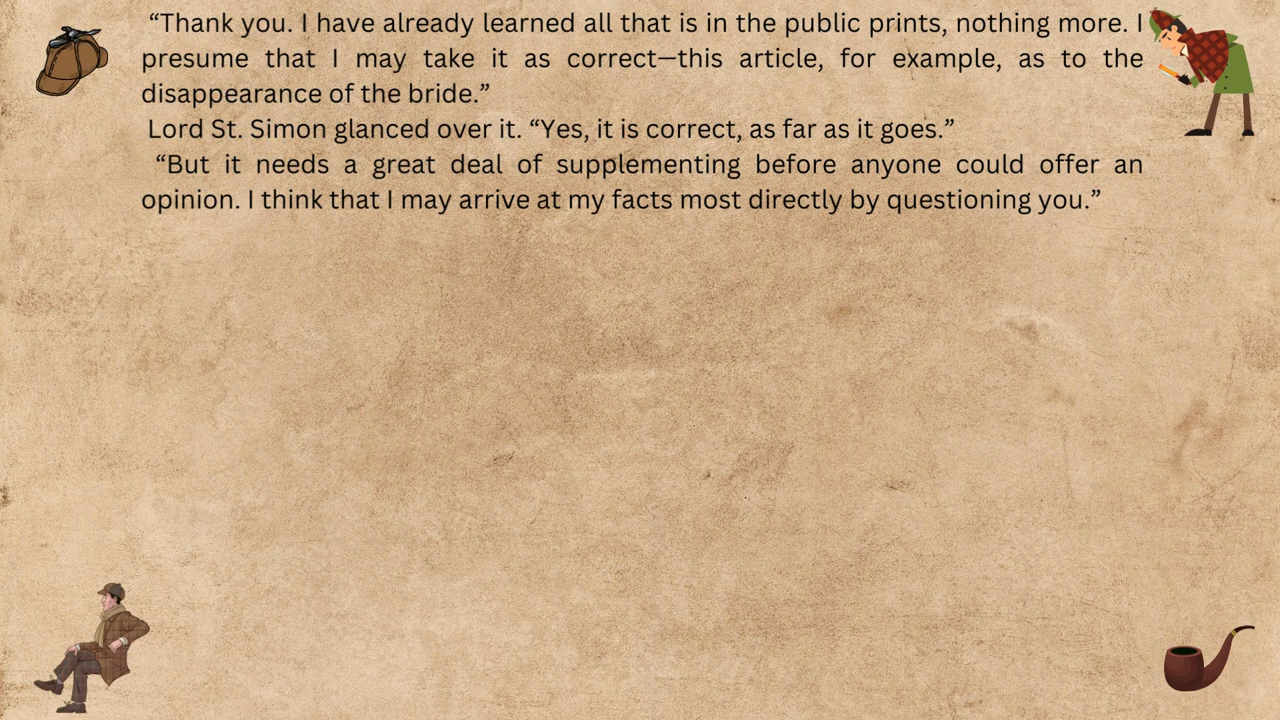 “Thank you. I have already learned all that is in the public prints, nothing more. I
presume that I may take it as correct—this article, for example, as to the
disappearance of the bride.”
Lord St. Simon glanced over it. “Yes, it is correct, as far as it goes.”
“But it needs a great deal of supplementing before anyone could offer an
opinion. I think that I may arrive at my facts most directly by questioning you.”